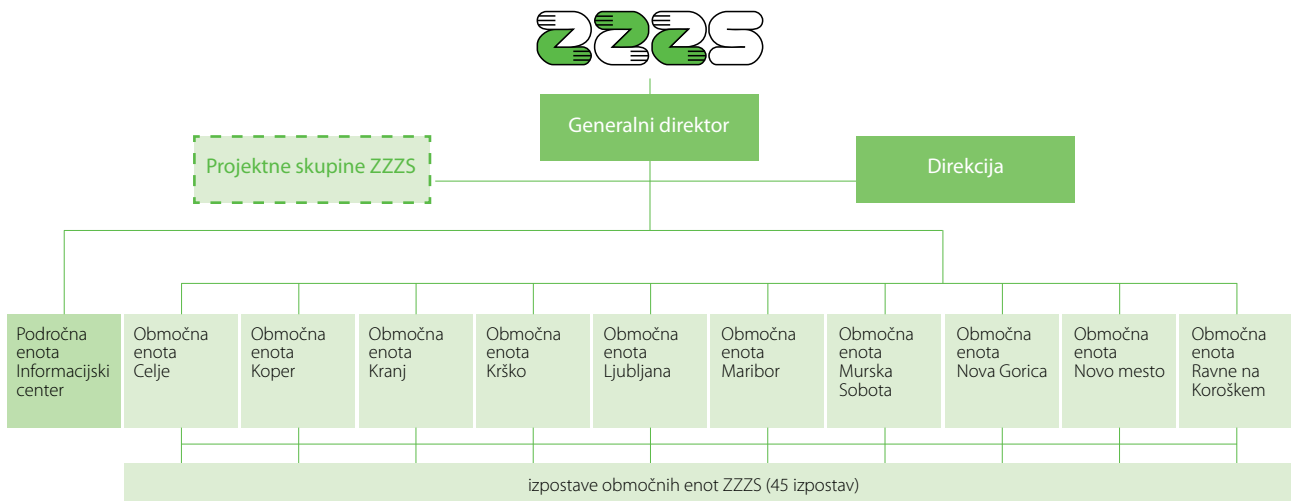 ZZZS
Generalni direktor
Projektne skupine ZZZS
Direkcija
Področna
enota
Informacijski
center
Območna
enota
Celje
Območna
enota
Koper
Območna
enota
Kranj
Območna
enota
Krško
Območna
enota
Ljubljana
Območna
enota
Maribor
Območna
enota
Murska
Sobota
Območna
enota
Nova Gorica
Območna
enota
Novo mesto
Območna
enota
Ravne na
Koroškem
izpostave območnih enot ZZZS (45 izpostav)